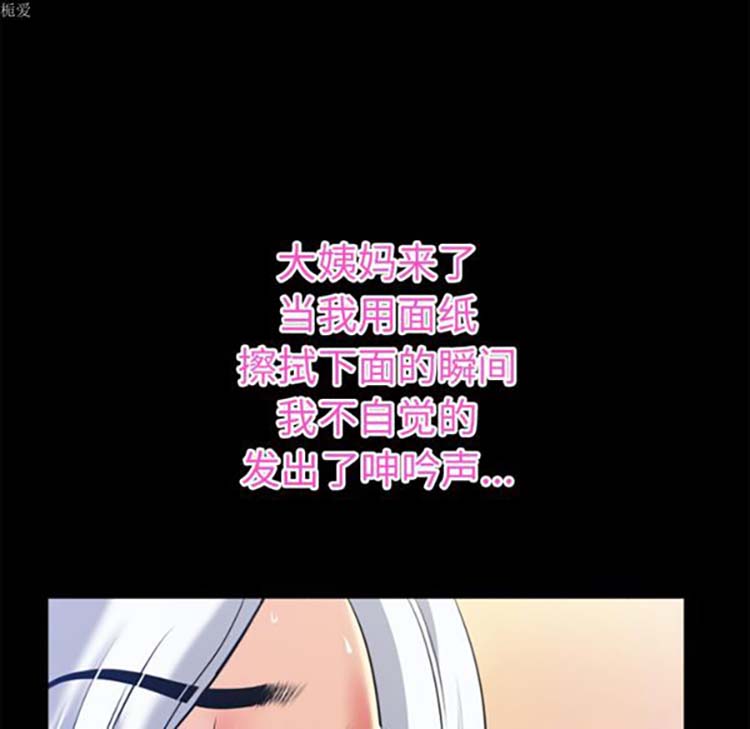 栀爱
大姨妈来了
当我用面纸
擦拭下面的瞬间
我不自觉的
发出了呻吟声...